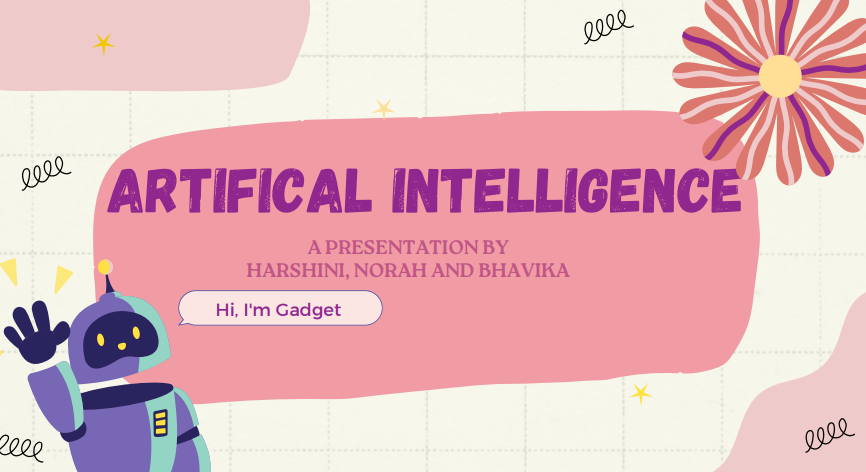 ARTIFICAL INTELLIGENCE
A PRESENTATION BY
HARSHINI, NORAH AND BHAVIKA
Hi, I'm Gadget